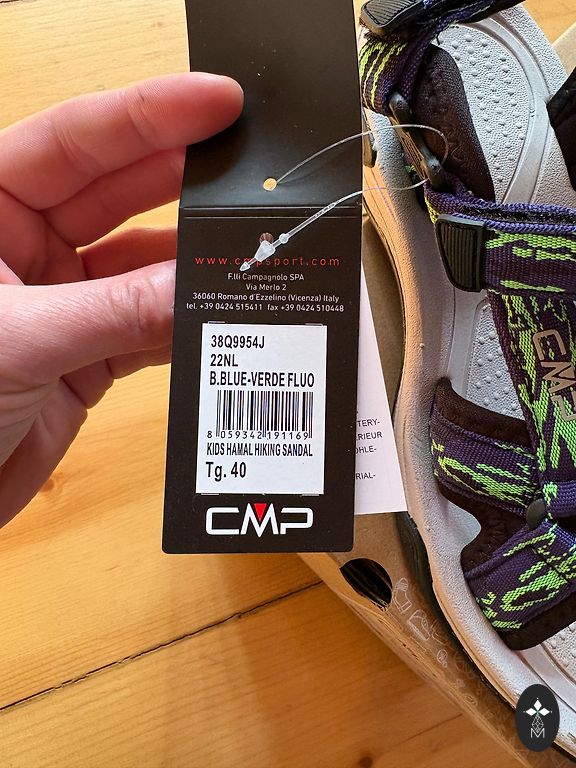 www.cmpsport.com
F.lli Campagnolo SPA
Via Merlo 2
36060 Romano d'Ezzelino (Vicenza) Italy
tel. +39 0424 515411 fax +39 0424 510448
38Q9954J
22NL
B.BLUE-VERDE FLUO
8 059342 191169
KIDS HAMAL HIKING SANDAL
Tg. 40
CMP
CMP
M